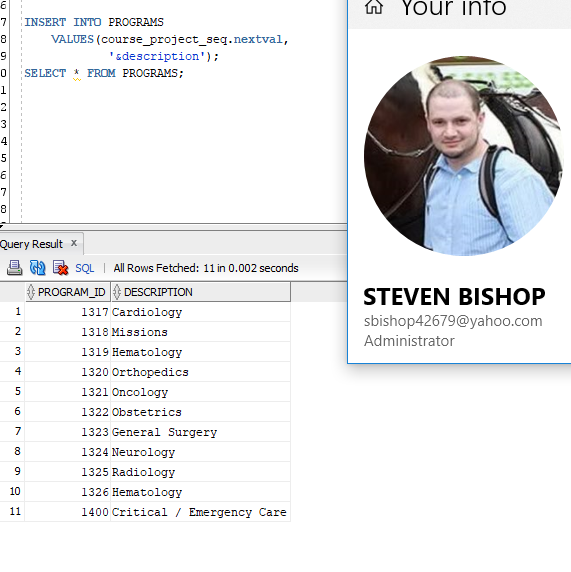 6
7 INSERT INTO PROGRAMS
8 VALUES(course_project_seq.nextval,
9 '&description');
0 SELECT * FROM PROGRAMS;
1
2
3
4
5
6
7
8
Your info
STEVEN BISHOP
sbishop42679@yahoo.com
Administrator
Query Result x
SQL | All Rows Fetched: 11 in 0.002 seconds
PROGRAM_ID DESCRIPTION
1 1317 Cardiology
2 1318 Missions
3 1319 Hematology
4 1320 Orthopedics
5 1321 Oncology
6 1322 Obstetrics
7 1323 General Surgery
8 1324 Neurology
9 1325 Radiology
10 1326 Hematology
11 1400 Critical / Emergency Care